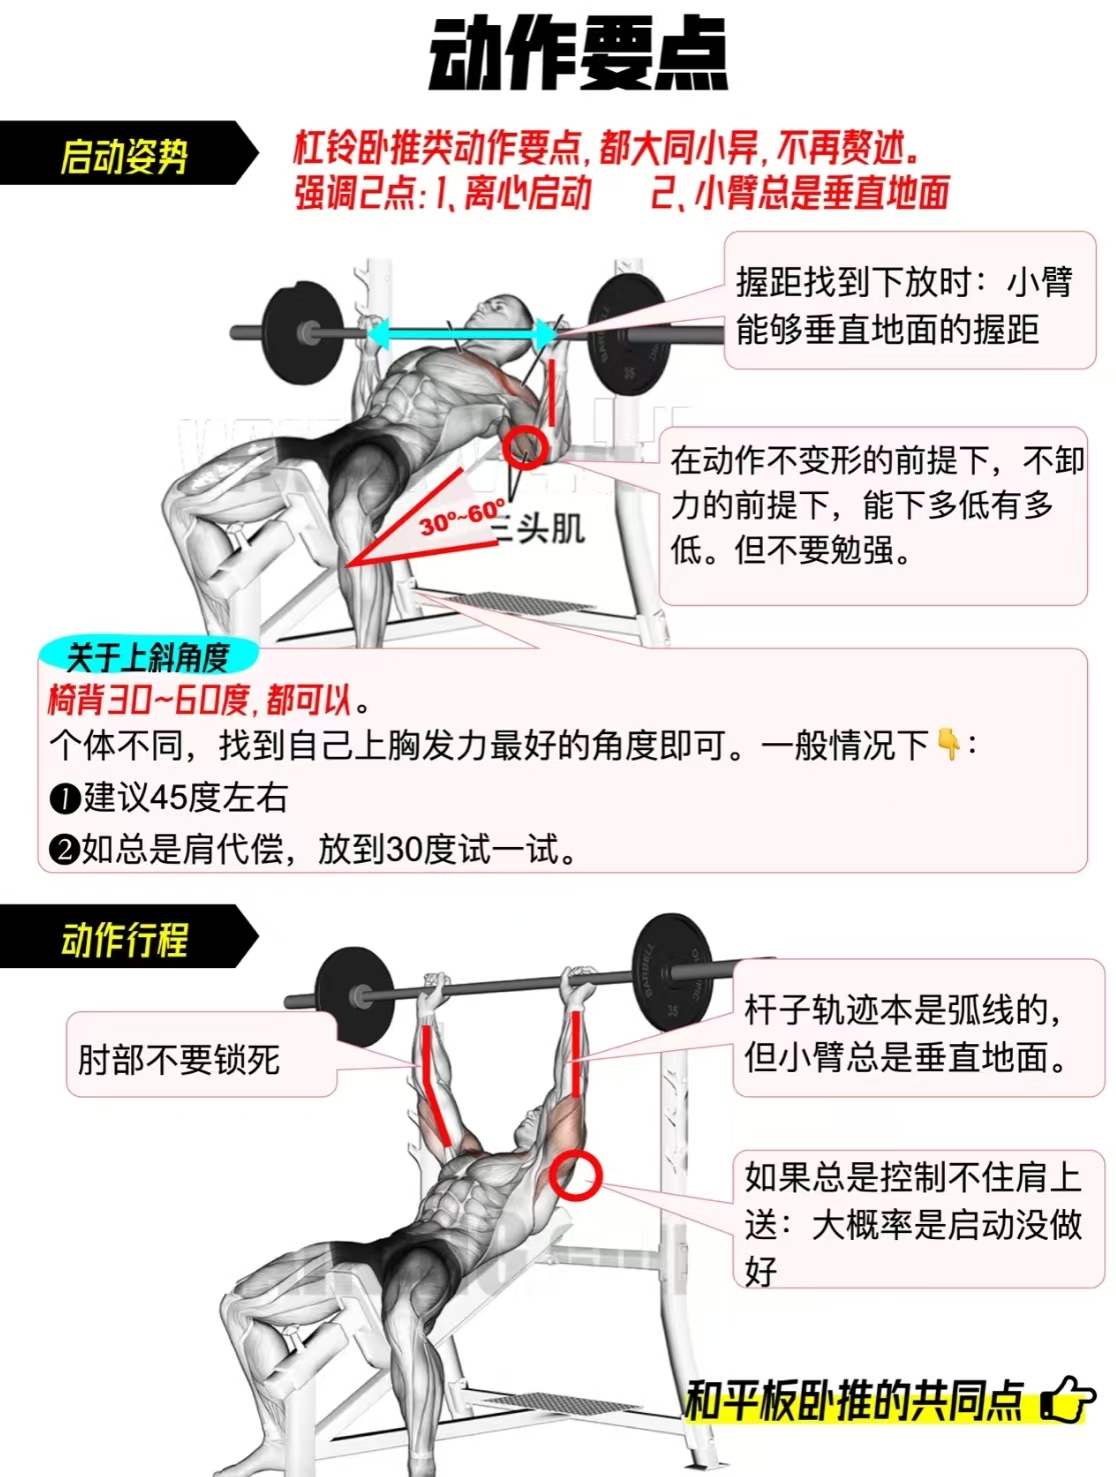 动作要点
启动姿势
杠铃卧推类动作要点,都大同小异,不再赘述。
强调2点:1、离心启动 2、小臂总是垂直地面
握距找到下放时：小臂
能够垂直地面的握距
在动作不变形的前提下，不卸
力的前提下，能下多低有多
低。但不要勉强。
30°~60°
三头肌
关于上斜角度
椅背30~60度,都可以。
个体不同，找到自己上胸发力最好的角度即可。一般情况下👇：
❶建议45度左右
❷如总是肩代偿，放到30度试一试。
动作行程
BARBELL
肘部不要锁死
杆子轨迹本是弧线的，
但小臂总是垂直地面。
如果总是控制不住肩上
送：大概率是启动没做
好
和平板卧推的共同点